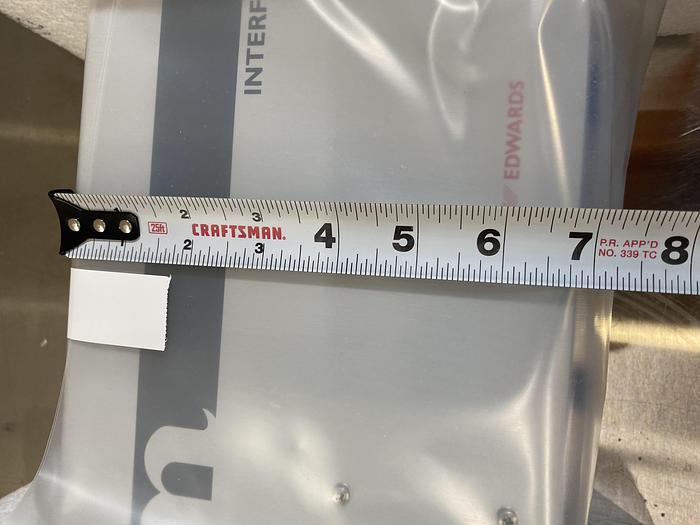 INTERF
EDWARDS
2 3
25ft CRAFTSMAN. 4 5 6 7 P.R. APP'D 8
NO. 339 TC
2 3